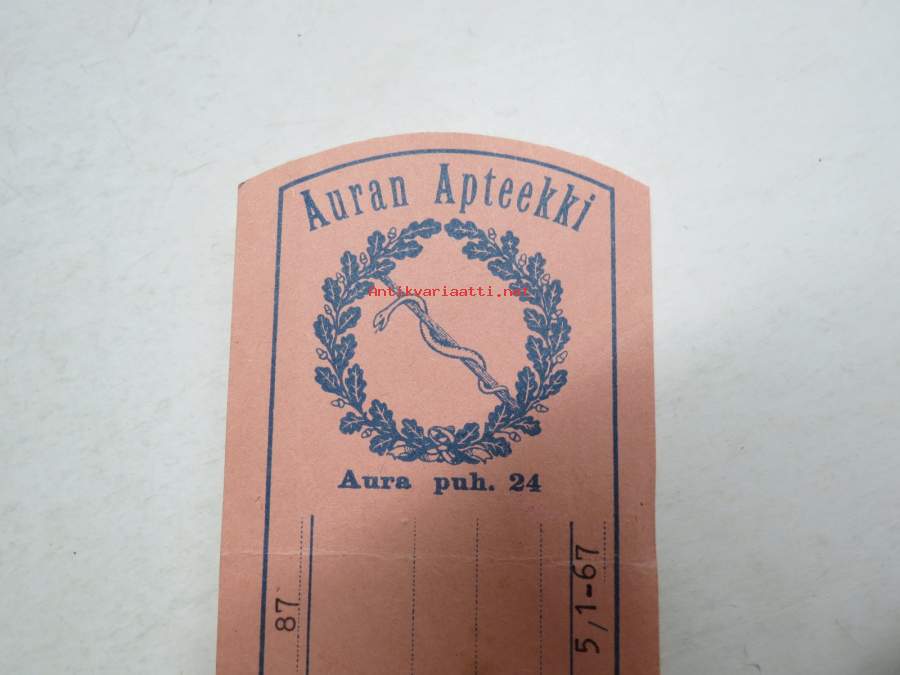 Auran Apteekki
Antikvariaatti.net
Aura puh. 24
87
5/1-67